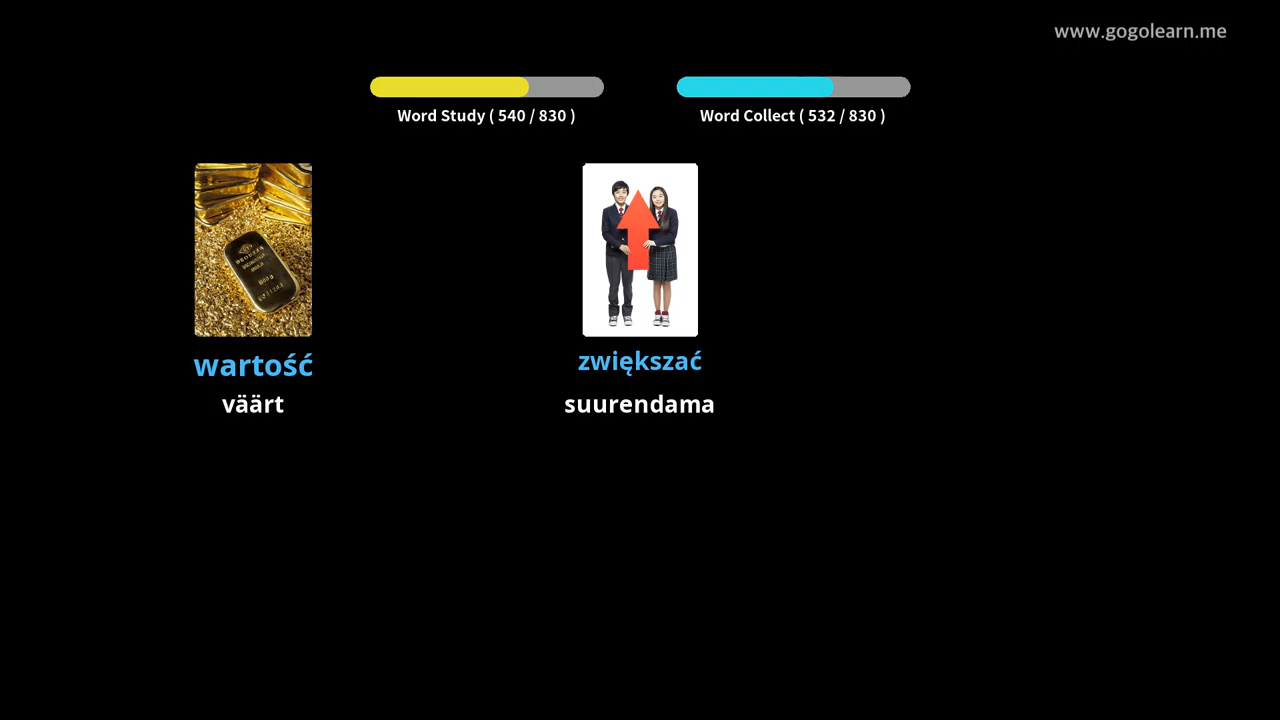 www.gogolearn.me
Word Study ( 540 / 830 )
Word Collect ( 532 / 830 )
wartość
väärt
zwiększać
suurendama